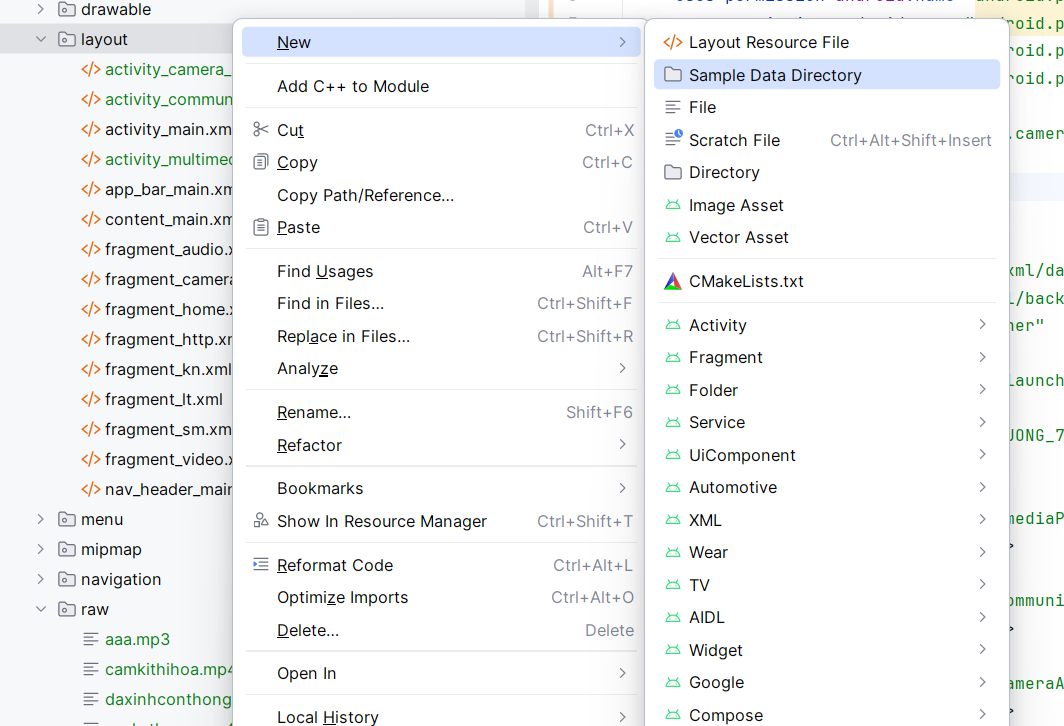 drawable
layout
activity_camera_
activity_commun
activity_main.xm
activity_multimed
app_bar_main.xm
content_main.xm
fragment_audio.x
fragment_camera
fragment_home.x
fragment_http.xm
fragment_kn.xml
fragment_lt.xml
fragment_sm.xm
fragment_video.x
nav_header_main
menu
mipmap
navigation
raw
aaa.mp3
camkithihoa.mp4
daxinhconthong
New
Add C++ to Module
Cut Ctrl+X
Copy Ctrl+C
Copy Path/Reference...
Paste Ctrl+V
Find Usages Alt+F7
Find in Files... Ctrl+Shift+F
Replace in Files... Ctrl+Shift+R
Analyze
Rename... Shift+F6
Refactor
Bookmarks
Show In Resource Manager Ctrl+Shift+T
Reformat Code Ctrl+Alt+L
Optimize Imports Ctrl+Alt+O
Delete... Delete
Open In
Local History
Layout Resource File
Sample Data Directory
File
Scratch File Ctrl+Alt+Shift+Insert
Directory
Image Asset
Vector Asset
CMakeLists.txt
Activity
Fragment
Folder
Service
UiComponent
Automotive
XML
Wear
TV
AIDL
Widget
Google
Compose
roid.p
roid.p
roid.p
.camer
xml/da
l/back
her"
Launch
UONG_7
mediaP
>
ommuni
>
ameraA
>